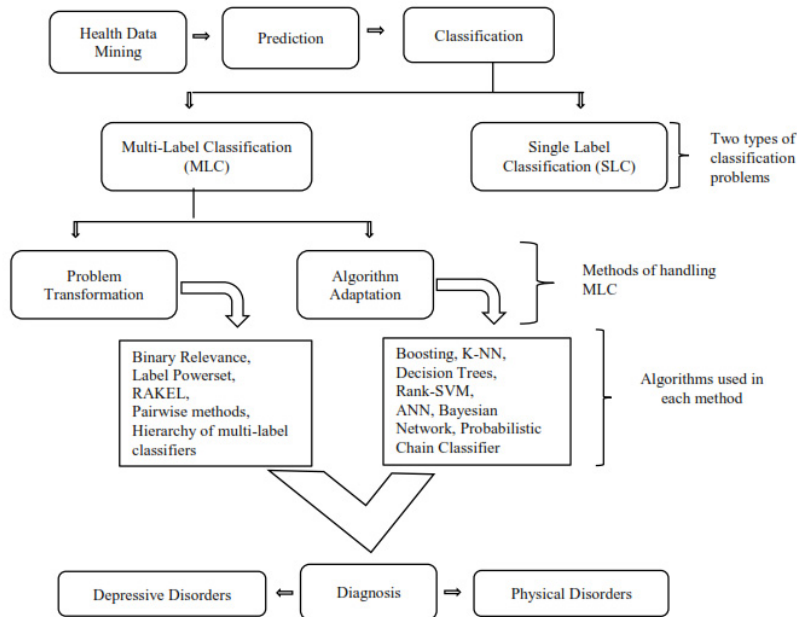 Health Data
Mining
Prediction
Classification
Multi-Label Classification
(MLC)
Single Label
Classification (SLC)
Two types of
classification
problems
Problem
Transformation
Algorithm
Adaptation
Methods of handling
MLC
Binary Relevance,
Label Powerset,
RAKEL,
Pairwise methods,
Hierarchy of multi-label
classifiers
Boosting, K-NN,
Decision Trees,
Rank-SVM,
ANN, Bayesian
Network, Probabilistic
Chain Classifier
Algorithms used in
each method
Depressive Disorders
Diagnosis
Physical Disorders